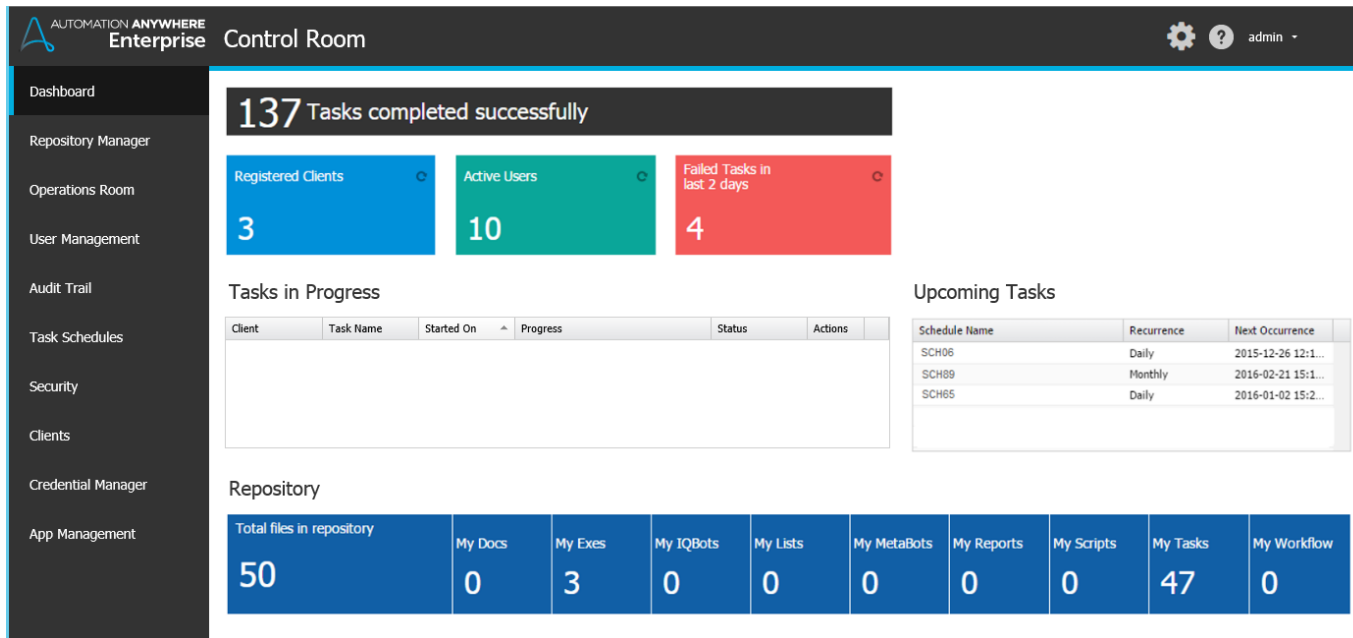 AUTOMATION ANYWHERE
Enterprise
Control Room
? admin
Dashboard
Repository Manager
Operations Room
User Management
Audit Trail
Task Schedules
Security
Clients
Credential Manager
App Management
137 Tasks completed successfully
Registered Clients
3
Active Users
10
Failed Tasks in
last 2 days
4
Tasks in Progress
Client Task Name Started On Progress Status Actions
Upcoming Tasks
Schedule Name Recurrence Next Occurrence
SCH06 Daily 2015-12-26 12:1...
SCH89 Monthly 2016-02-21 15:1...
SCH65 Daily 2016-01-02 15:2...
Repository
Total files in repository
50
My Docs
0
My Exes
3
My IQBots
0
My Lists
0
My MetaBots
0
My Reports
0
My Scripts
0
My Tasks
47
My Workflow
0